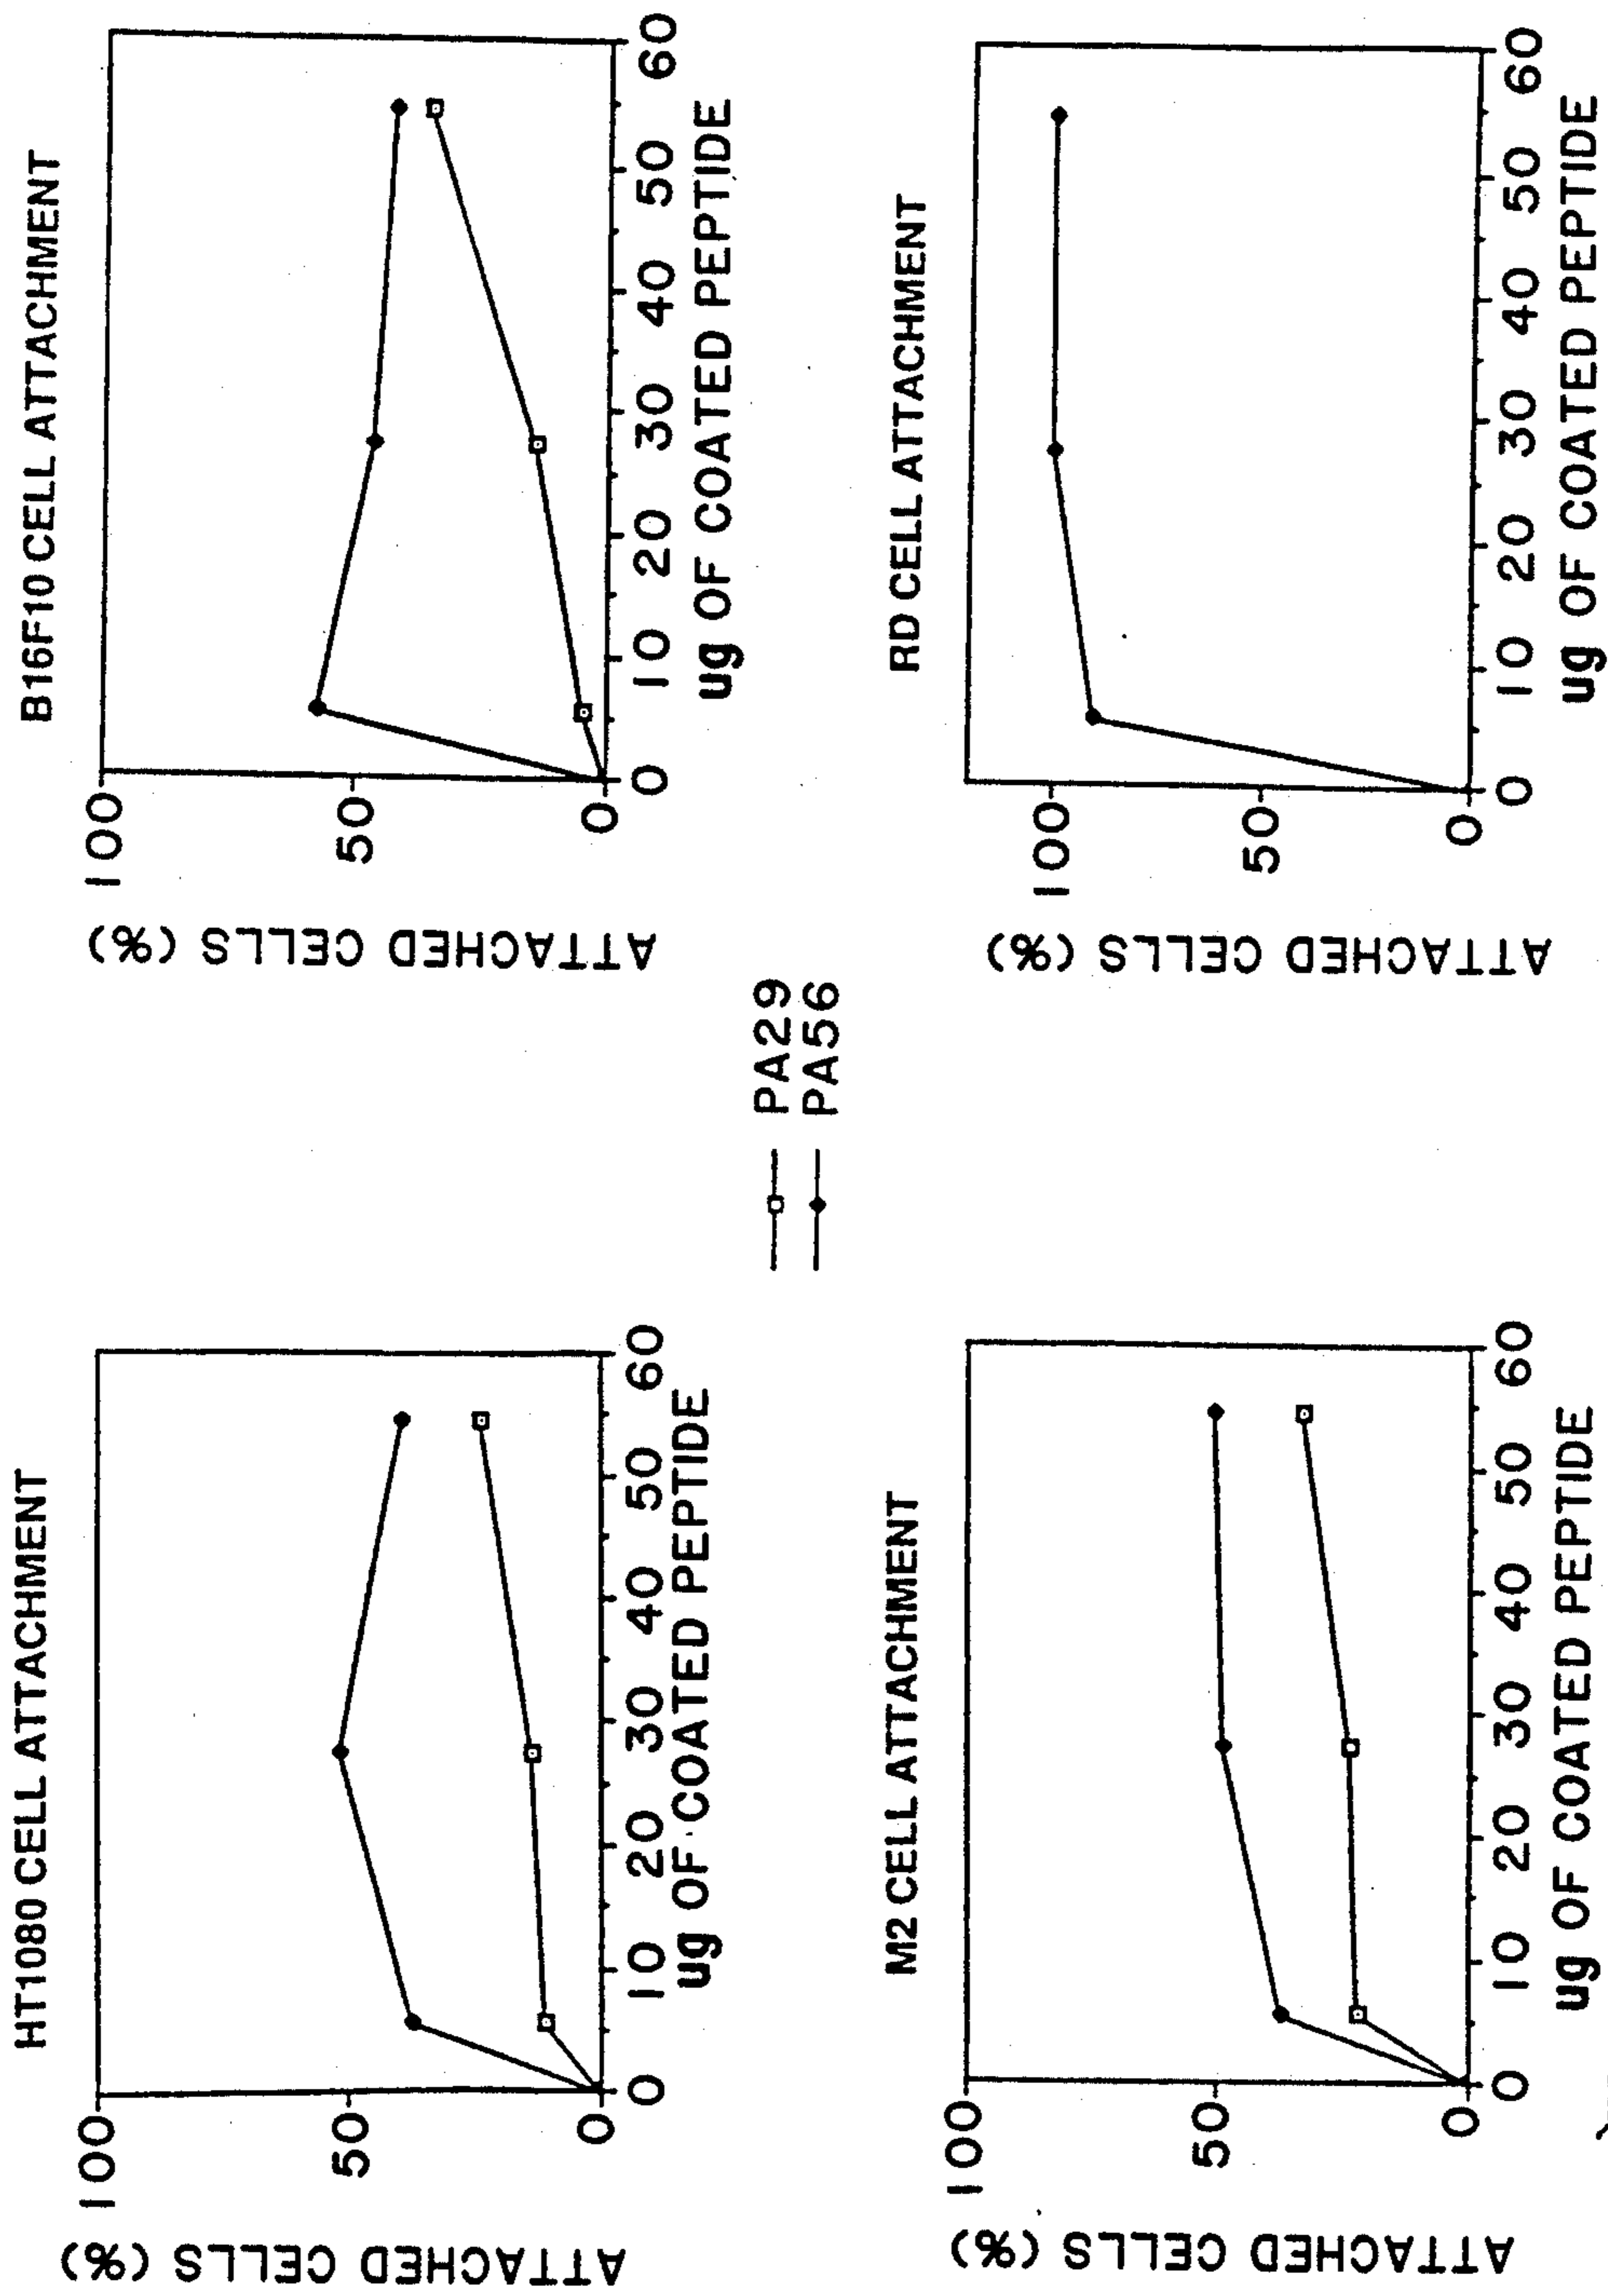 HT1080 CELL ATTACHMENT
ATTACHED CELLS (%)
100
50
0
0 10 20 30 40 50 60
ug OF COATED PEPTIDE
B16F10 CELL ATTACHMENT
ATTACHED CELLS (%)
100
50
0
0 10 20 30 40 50 60
ug OF COATED PEPTIDE
PA29
PA56
M2 CELL ATTACHMENT
ATTACHED CELLS (%)
100
50
0
0 10 20 30 40 50 60
ug OF COATED PEPTIDE
RD CELL ATTACHMENT
ATTACHED CELLS (%)
100
50
0
0 10 20 30 40 50 60
ug OF COATED PEPTIDE